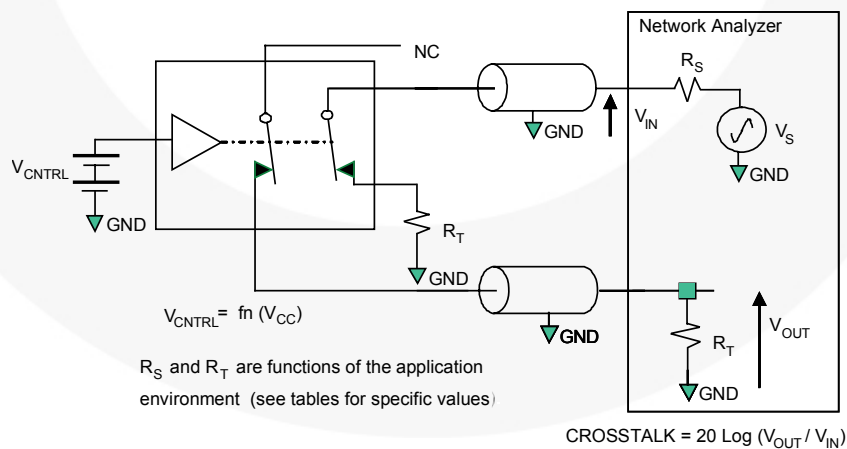 Network Analyzer
NC
R_S
V_IN
V_S
GND
GND
V_CNTRL
GND
R_T
GND
V_CNTRL = fn (V_CC)
GND
R_T
V_OUT
GND
R_S and R_T are functions of the application
environment (see tables for specific values)
CROSSTALK = 20 Log (V_OUT / V_IN)